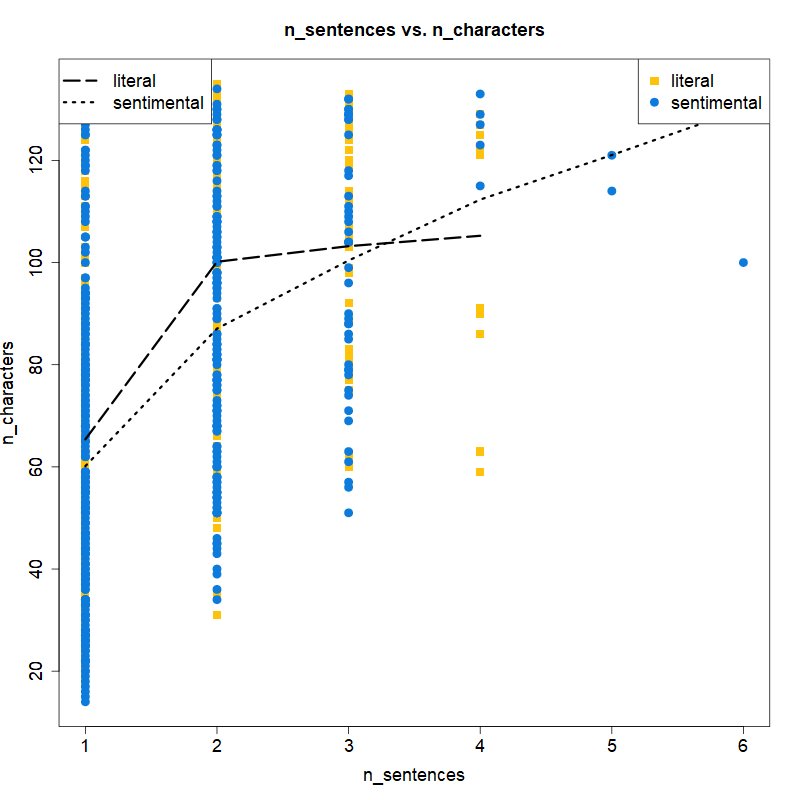 n_sentences vs. n_characters
literal
sentimental
literal
sentimental
n_characters
120
100
80
60
40
20
1 2 3 4 5 6
n_sentences